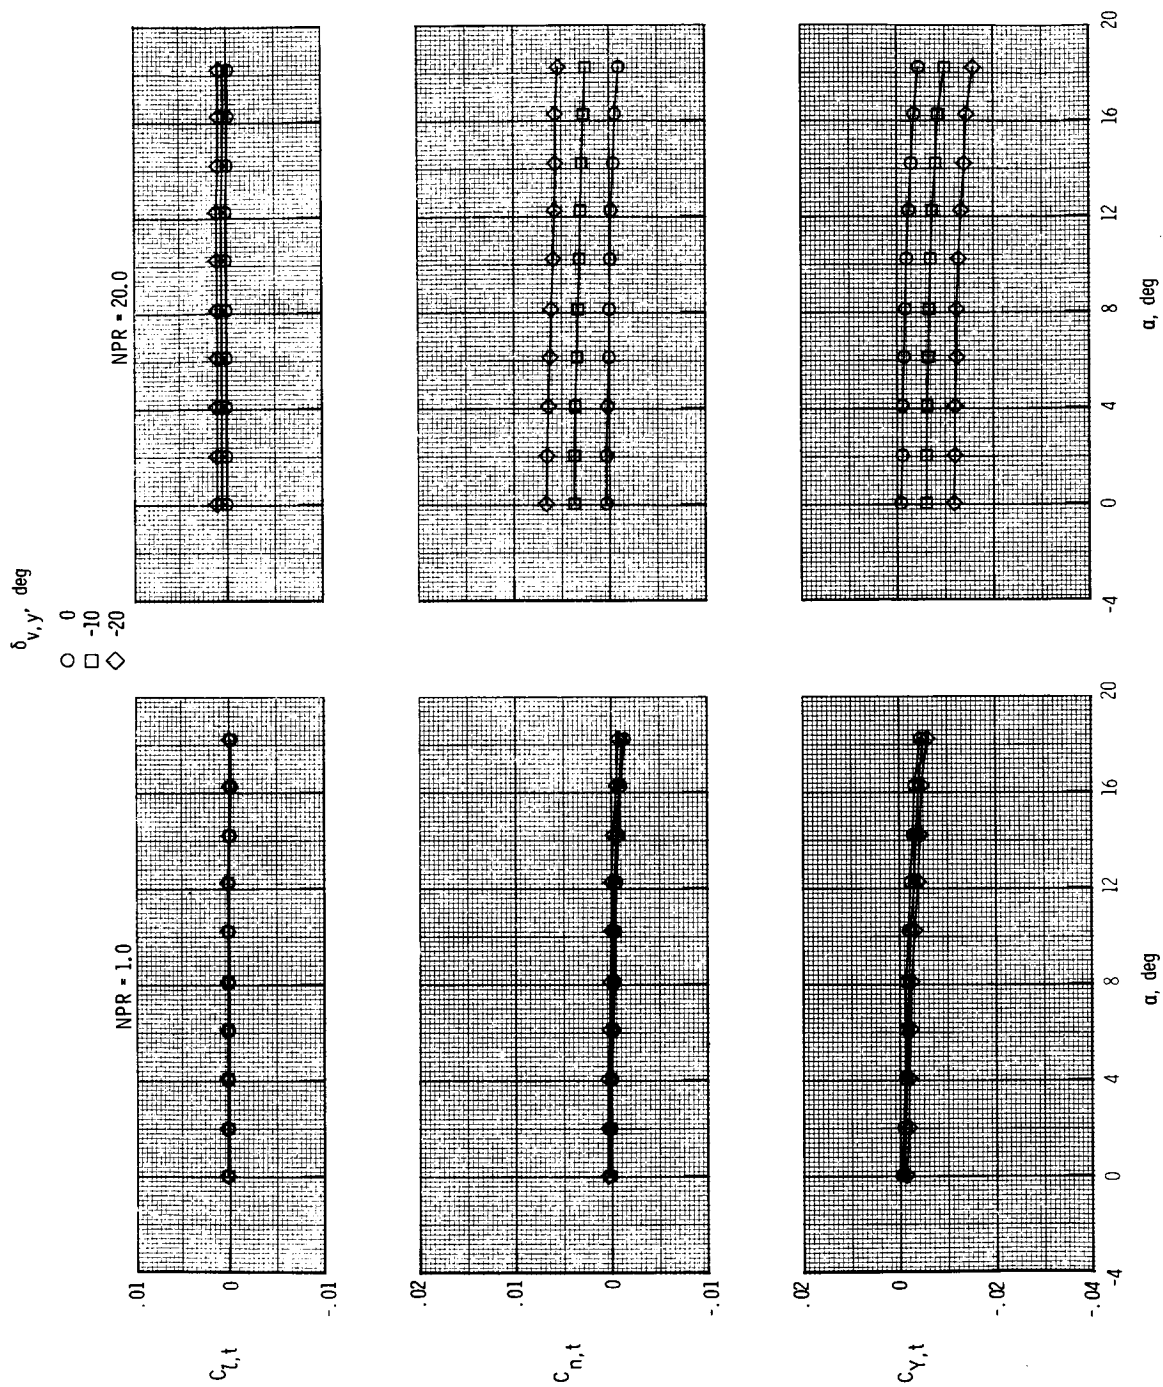 δv,y, deg
○ 0
□ -10
◇ -20
NPR = 1.0
NPR = 20.0
.01
0
-.01
Cl,t
.02
.01
0
-.01
Cn,t
.02
0
-.02
-.04
CY,t
-4 0 4 8 12 16 20
α, deg
-4 0 4 8 12 16 20
α, deg